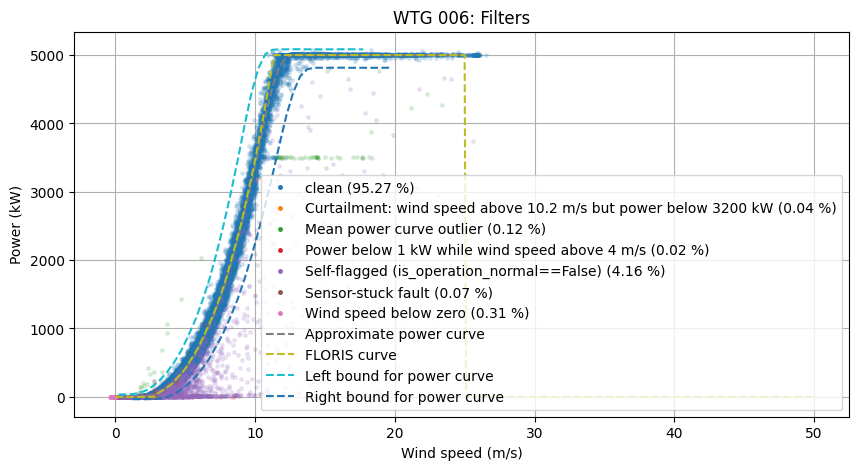 WTG 006: Filters
5000
4000
3000
2000
1000
0
Power (kW)
clean (95.27 %)
Curtailment: wind speed above 10.2 m/s but power below 3200 kW (0.04 %)
Mean power curve outlier (0.12 %)
Power below 1 kW while wind speed above 4 m/s (0.02 %)
Self-flagged (is_operation_normal==False) (4.16 %)
Sensor-stuck fault (0.07 %)
Wind speed below zero (0.31 %)
Approximate power curve
FLORIS curve
Left bound for power curve
Right bound for power curve
0 10 20 30 40 50
Wind speed (m/s)